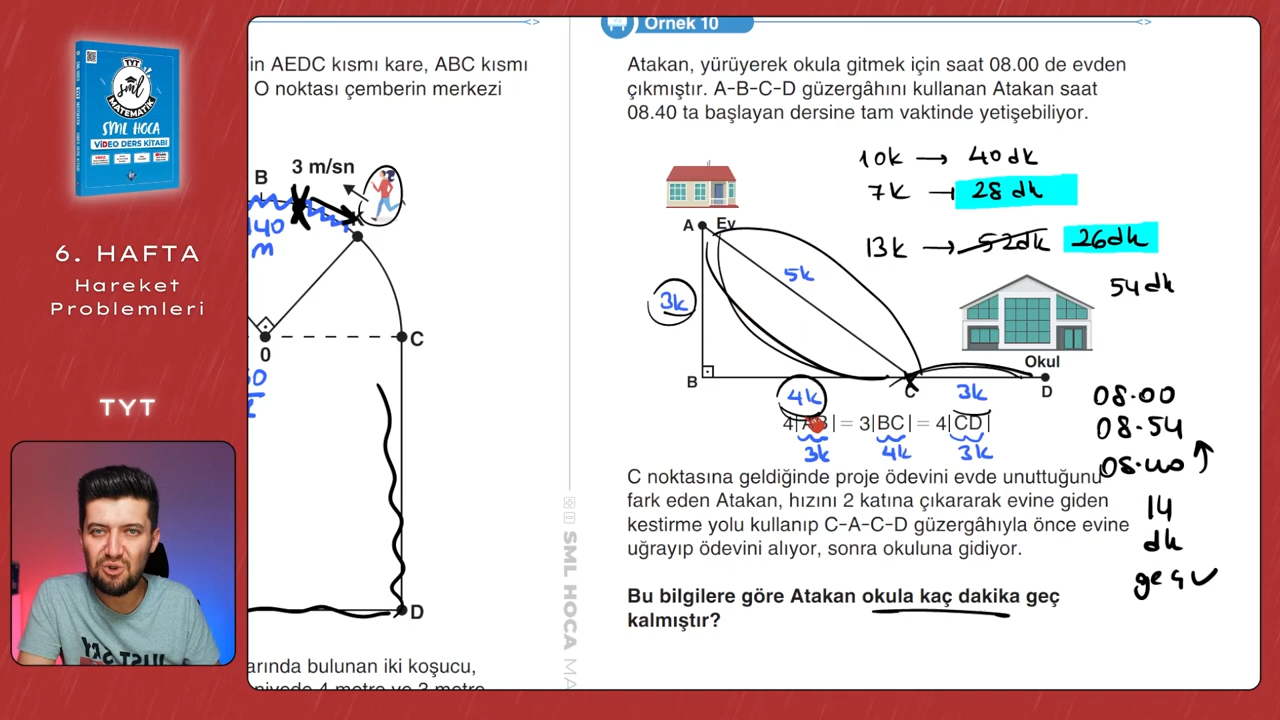 TYT
sml
MATEMATİK
SML HOCA
VİDEO DERS KİTABI
6. HAFTA
Hareket
Problemleri
TYT
in AEDC kısmı kare, ABC kısmı
O noktası çemberin merkezi
B
3 m/sn
140
m
K
O
C
D
arında bulunan iki koşucu,
SML HOCA
Örnek 10
Atakan, yürüyerek okula gitmek için saat 08.00 de evden
çıkmıştır. A-B-C-D güzergâhını kullanan Atakan saat
08.40 ta başlayan dersine tam vaktinde yetişebiliyor.
10k → 40 dk
7k → 28 dk
13k → 52dk 26dk
54 dk
A Ev
5k
3k
Okul
B C D
4k 3k
4|AB| = 3|BC| = 4|CD|
3k 4k 3k
08.00
08.54
08.40
14
dk
geç
C noktasına geldiğinde proje ödevini evde unuttuğunu
fark eden Atakan, hızını 2 katına çıkararak evine giden
kestirme yolu kullanıp C-A-C-D güzergâhıyla önce evine
uğrayıp ödevini alıyor, sonra okuluna gidiyor.
Bu bilgilere göre Atakan okula kaç dakika geç
kalmıştır?